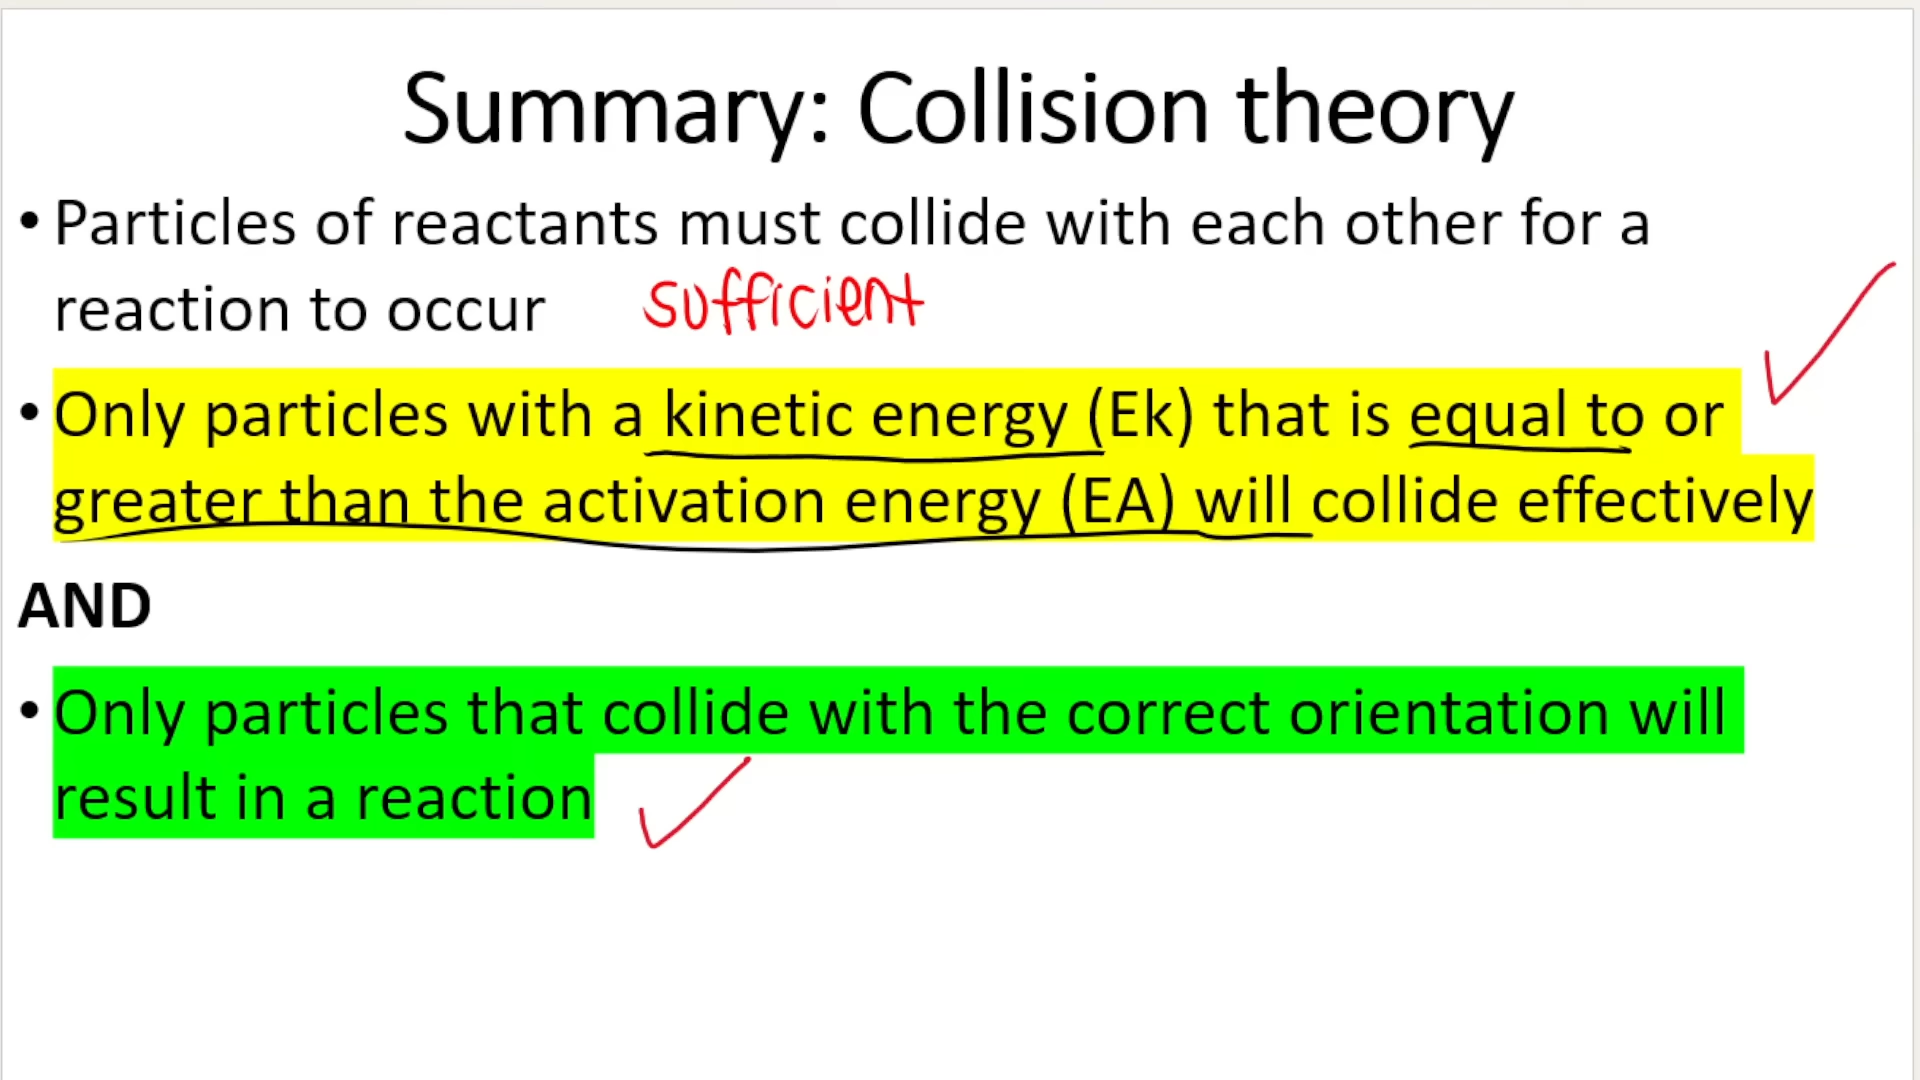 Summary: Collision theory
• Particles of reactants must collide with each other for a
reaction to occur
sufficient
• Only particles with a kinetic energy (Ek) that is equal to or
greater than the activation energy (EA) will collide effectively
AND
• Only particles that collide with the correct orientation will
result in a reaction